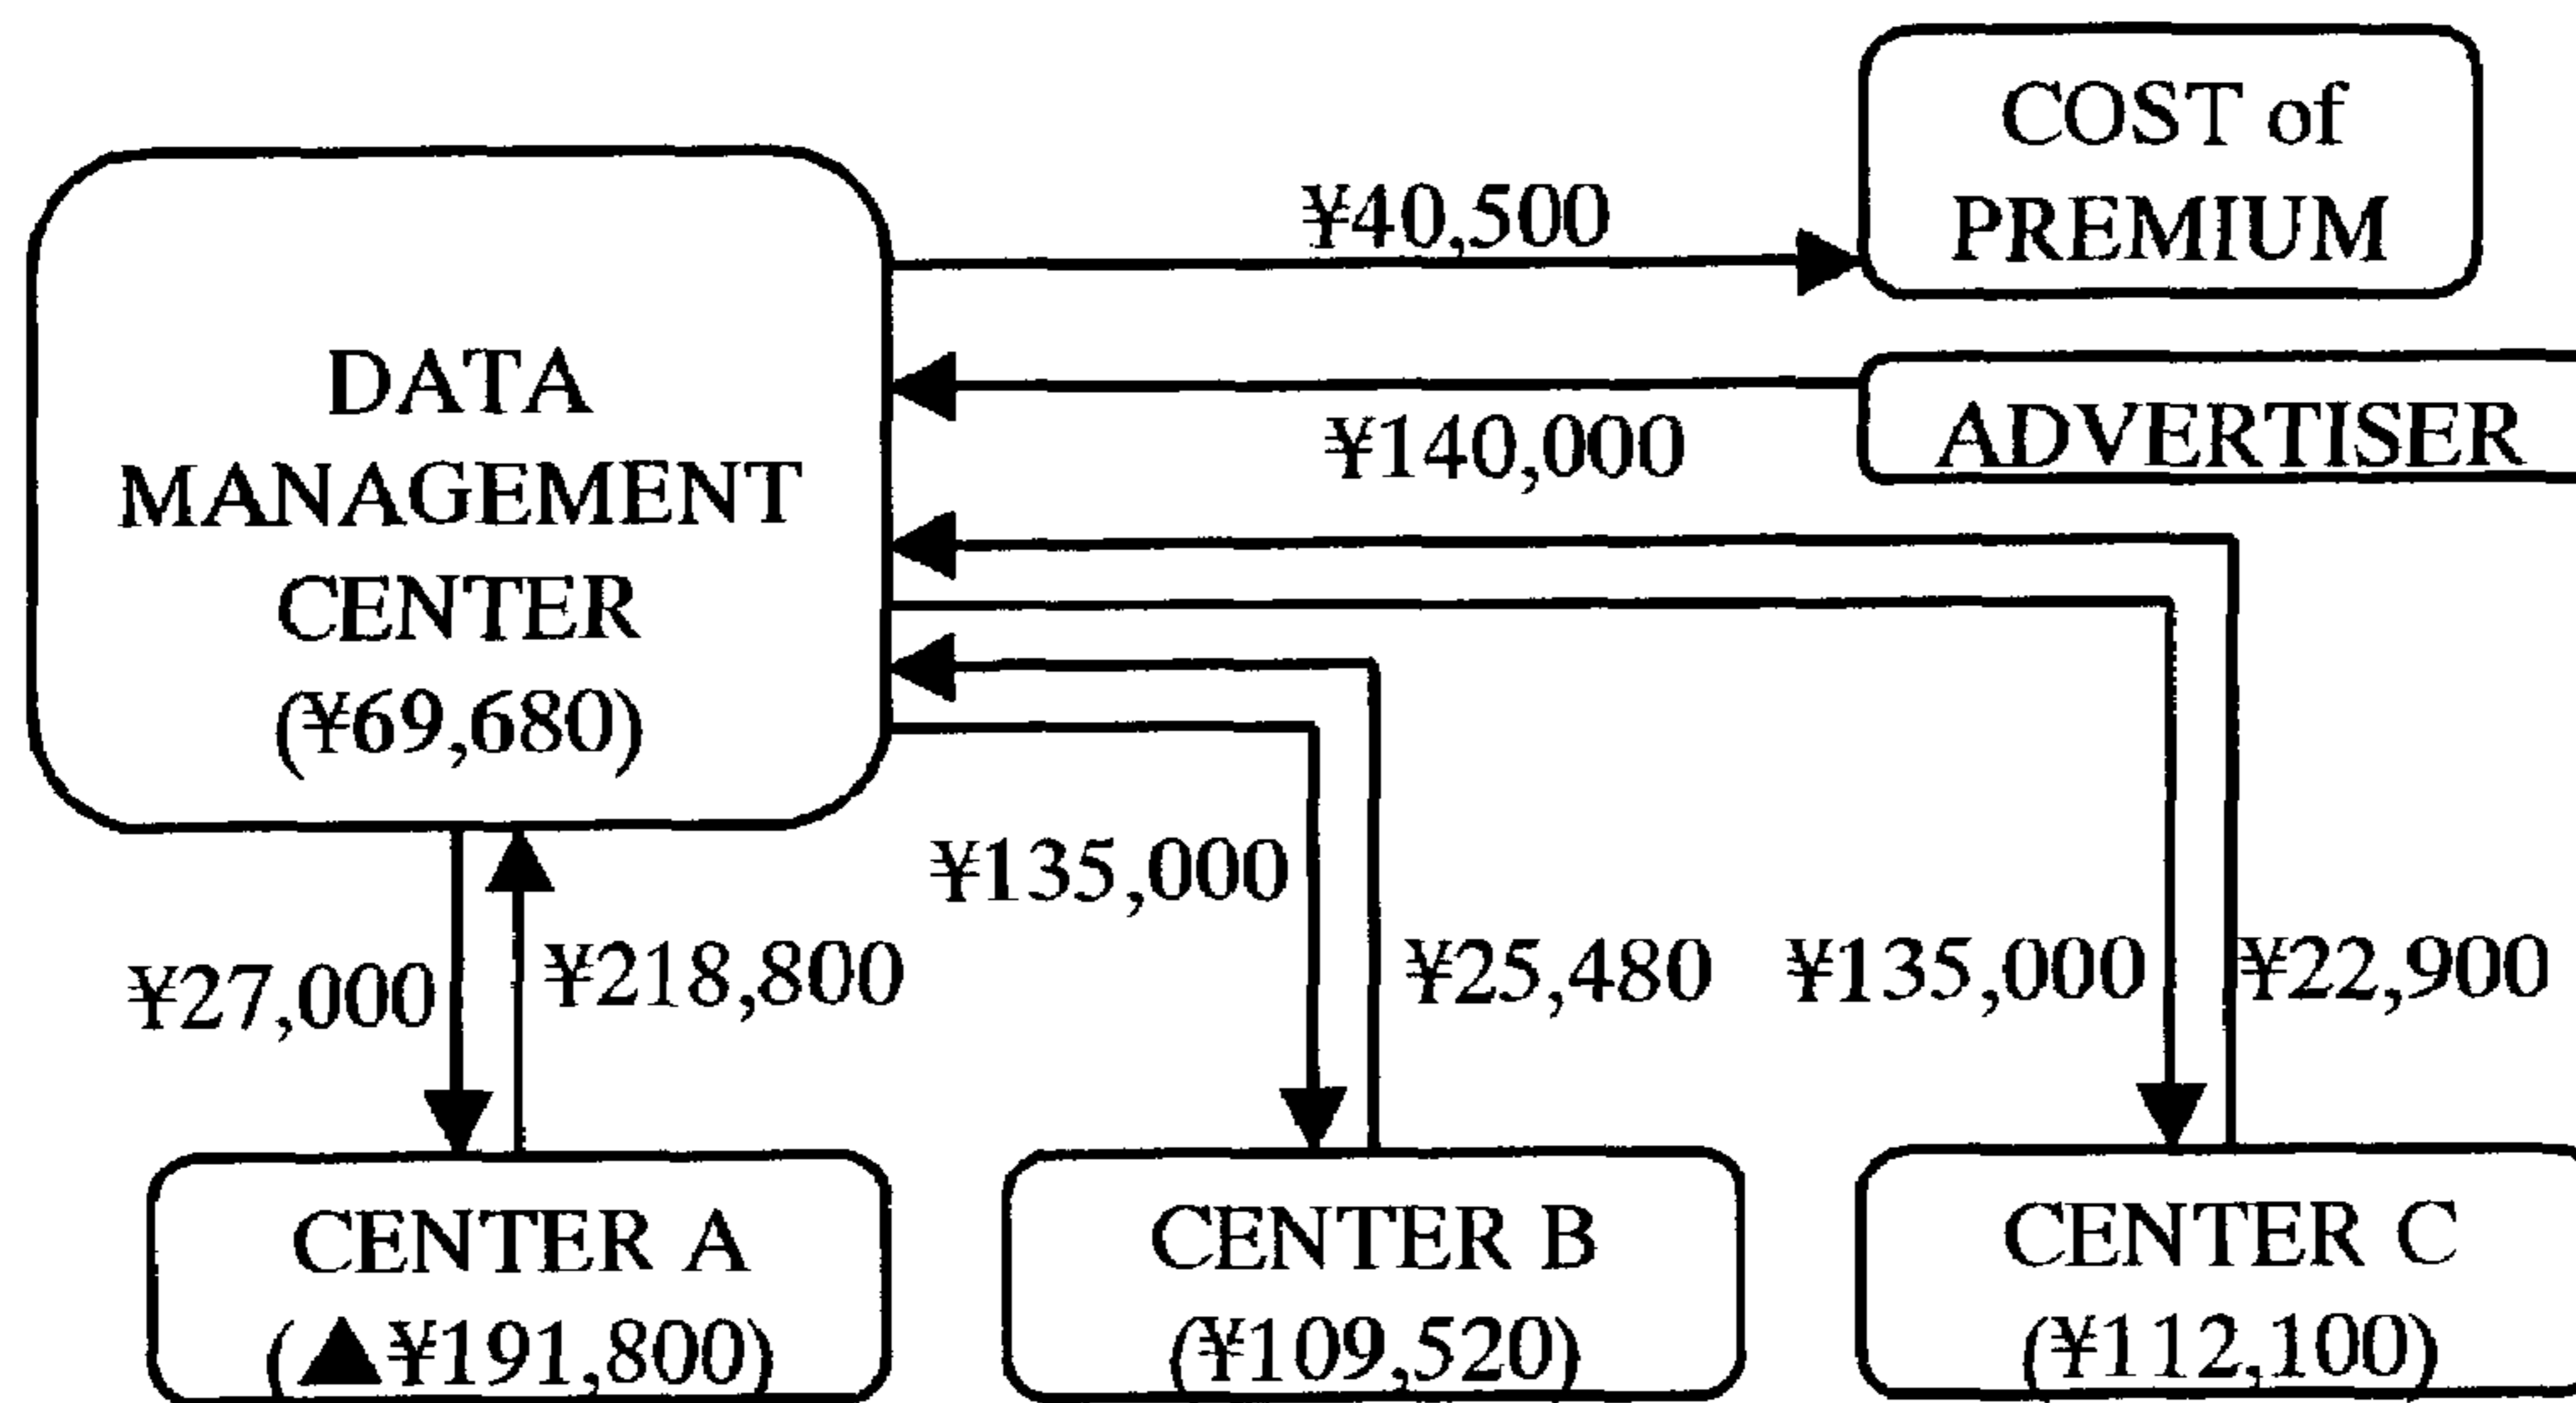 COST of
PREMIUM
¥40,500
DATA
MANAGEMENT
CENTER
(¥69,680)
ADVERTISER
¥140,000
¥135,000
¥27,000
¥218,800
¥25,480
¥135,000
¥22,900
CENTER A
(▲¥191,800)
CENTER B
(¥109,520)
CENTER C
(¥112,100)